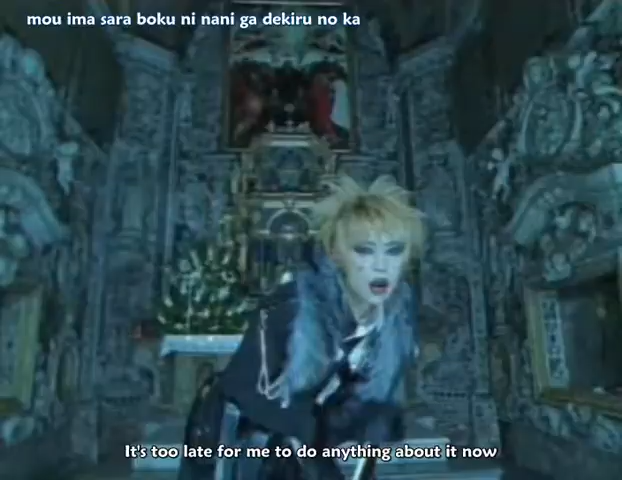 mou ima sara boku ni nani ga dekiru no ka
It's too late for me to do anything about it now